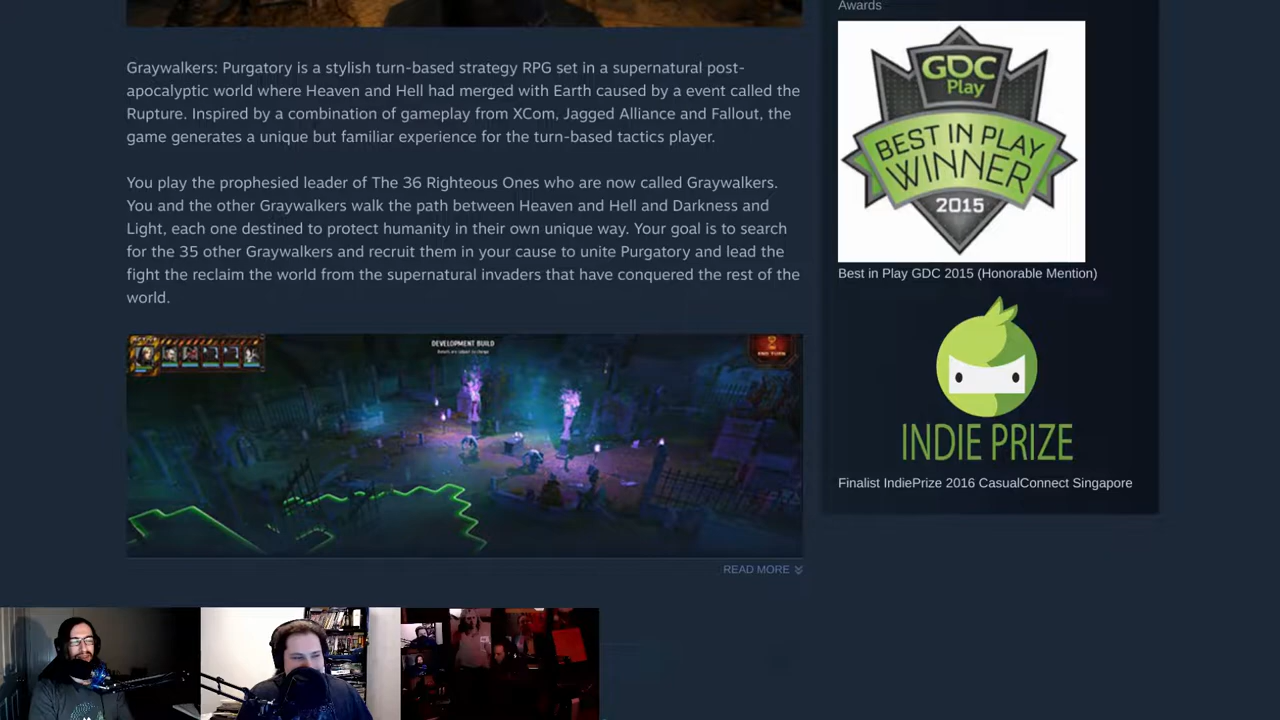 Awards
Graywalkers: Purgatory is a stylish turn-based strategy RPG set in a supernatural post-
apocalyptic world where Heaven and Hell had merged with Earth caused by a event called the
Rupture. Inspired by a combination of gameplay from XCom, Jagged Alliance and Fallout, the
game generates a unique but familiar experience for the turn-based tactics player.
You play the prophesied leader of The 36 Righteous Ones who are now called Graywalkers.
You and the other Graywalkers walk the path between Heaven and Hell and Darkness and
Light, each one destined to protect humanity in their own unique way. Your goal is to search
for the 35 other Graywalkers and recruit them in your cause to unite Purgatory and lead the
fight the reclaim the world from the supernatural invaders that have conquered the rest of the
world.
DEVELOPMENT BUILD
END TURN
READ MORE
GDC
Play
BEST IN PLAY
WINNER
2015
Best in Play GDC 2015 (Honorable Mention)
INDIE PRIZE
Finalist IndiePrize 2016 CasualConnect Singapore